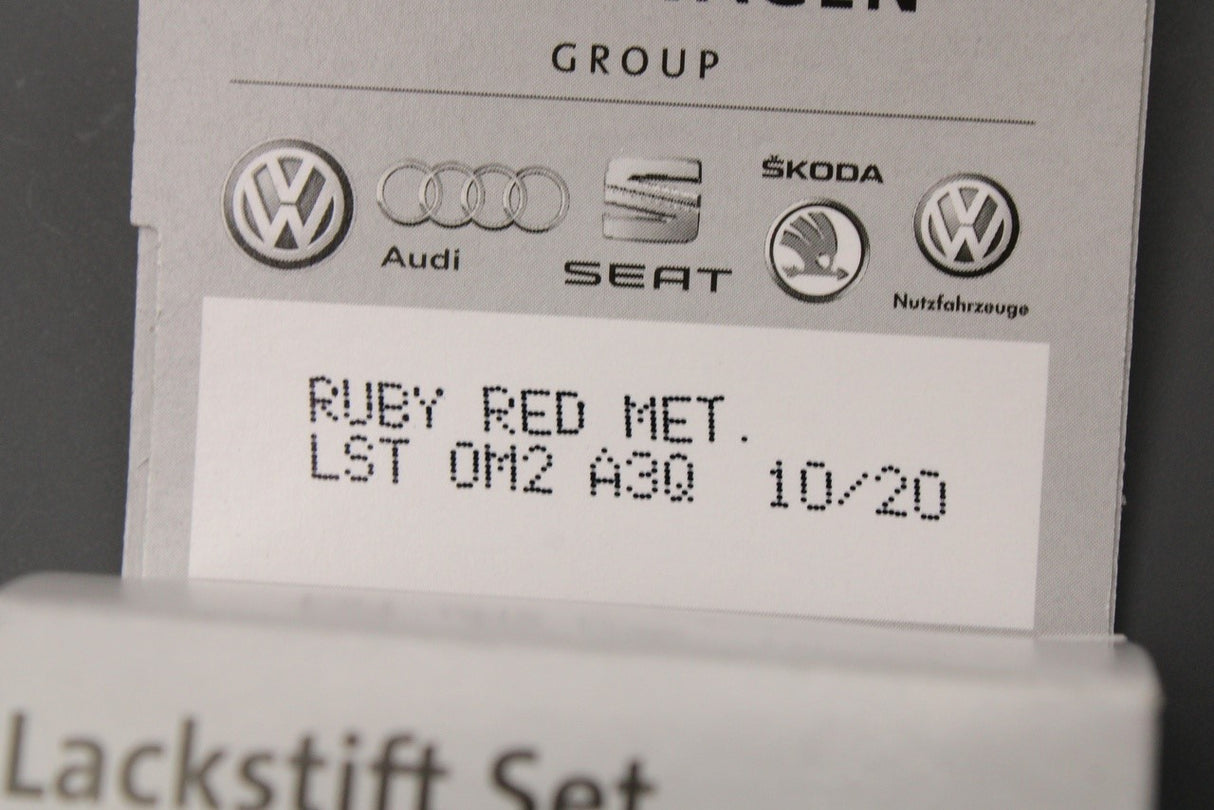 GROUP
Audi
SEAT
ŠKODA
Nutzfahrzeuge
RUBY RED MET.
LST 0M2 A3Q 10/20
Lackstift Set